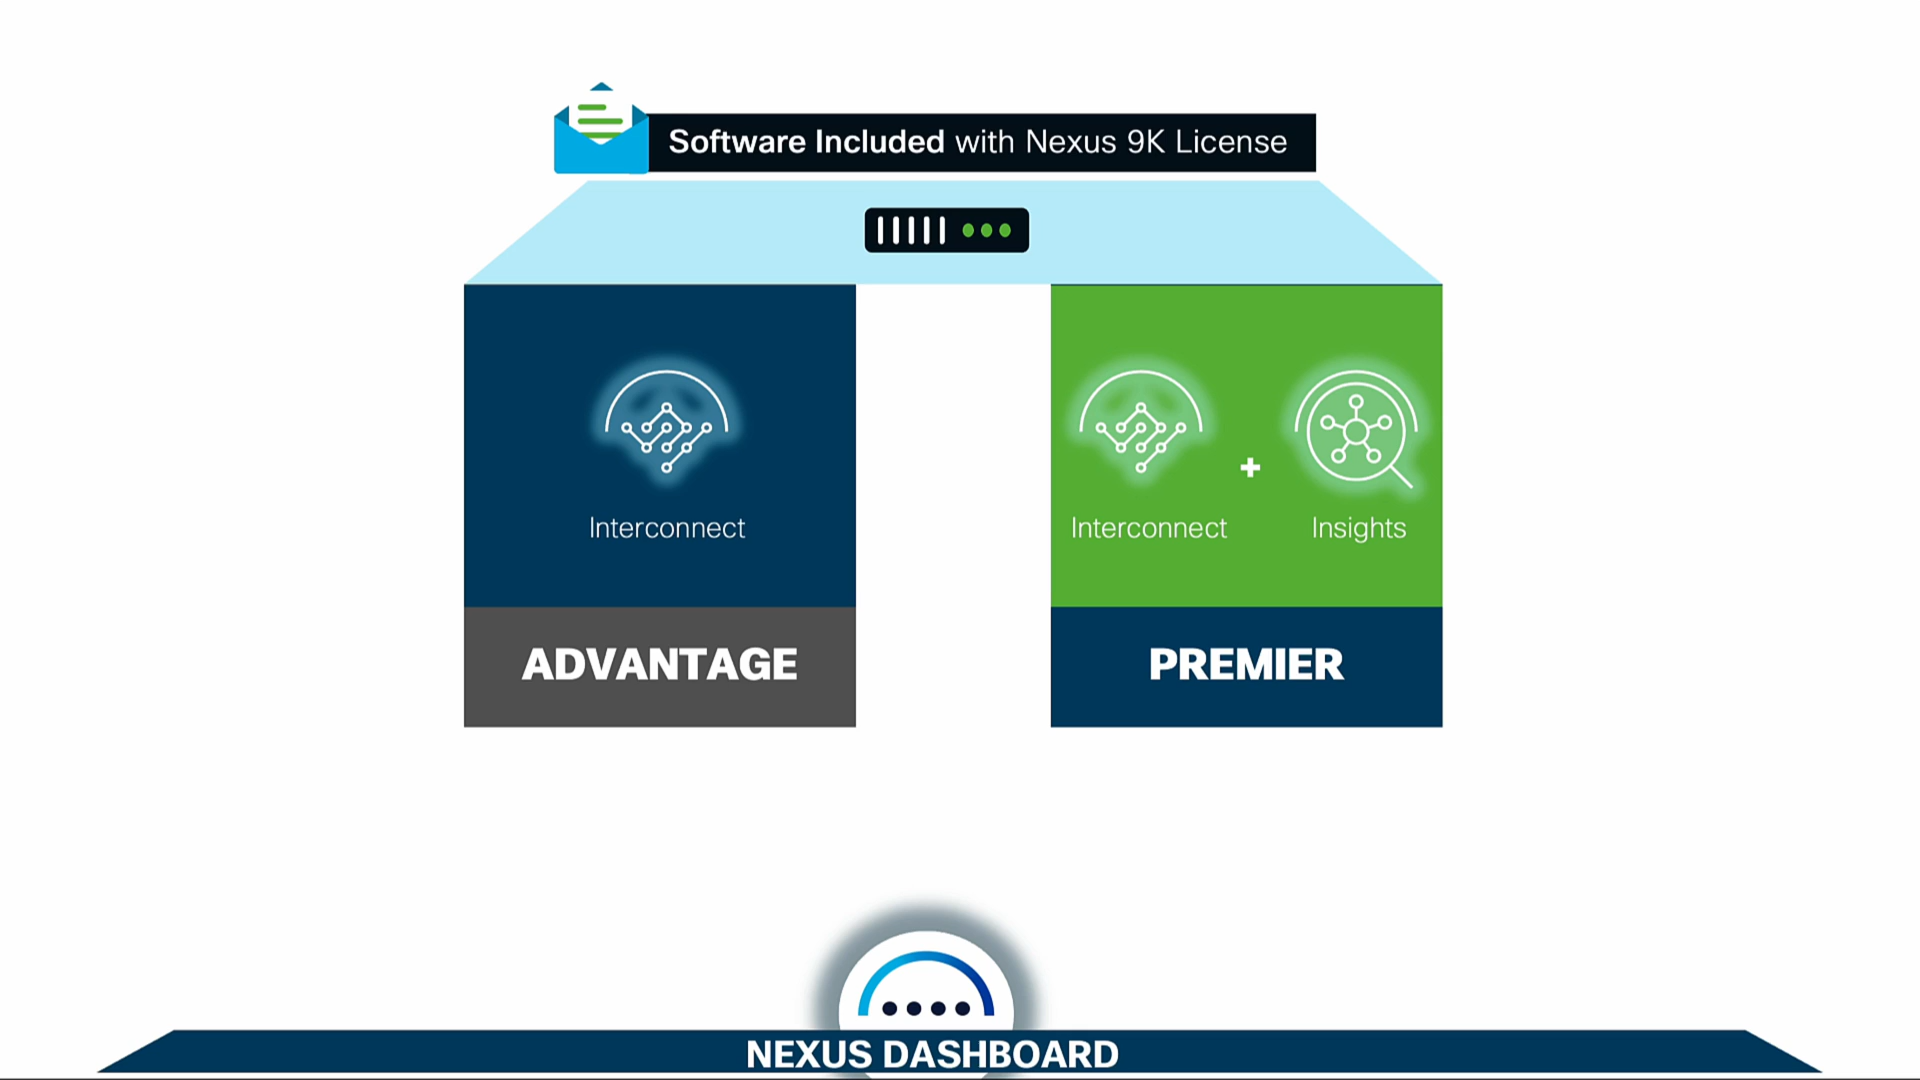 Software Included with Nexus 9K License
Interconnect
Interconnect
+
Insights
ADVANTAGE
PREMIER
NEXUS DASHBOARD